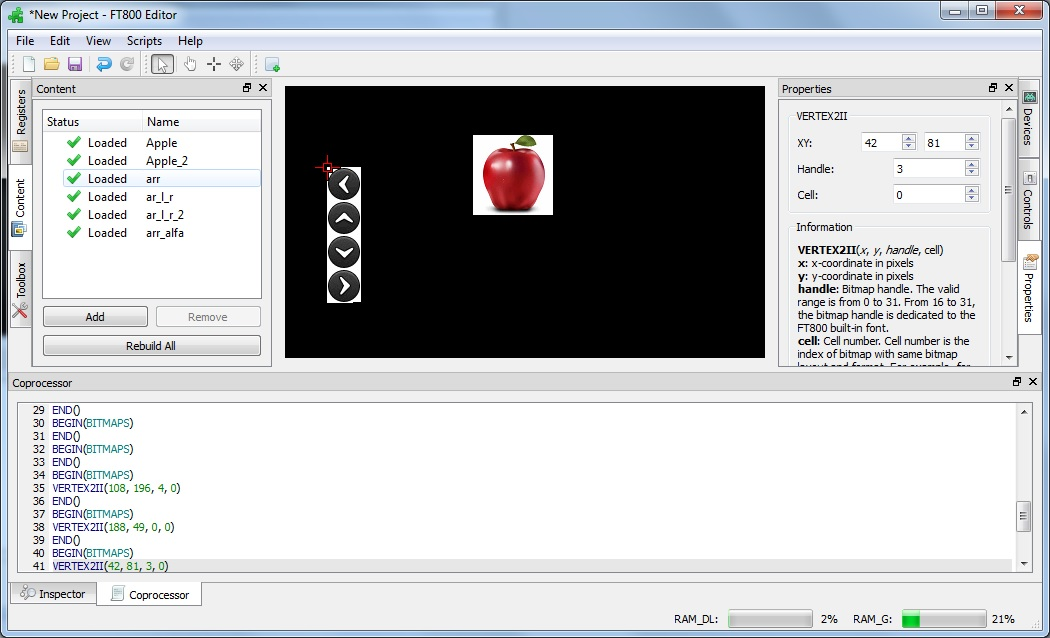 *New Project - FT800 Editor
File Edit View Scripts Help
Registers
Content
Toolbox
Content
Status Name
Loaded Apple
Loaded Apple_2
Loaded arr
Loaded ar_l_r
Loaded ar_l_r_2
Loaded arr_alfa
Add Remove
Rebuild All
Properties
VERTEX2II
XY: 42 81
Handle: 3
Cell: 0
Information
VERTEX2II(x, y, handle, cell)
x: x-coordinate in pixels
y: y-coordinate in pixels
handle: Bitmap handle. The valid
range is from 0 to 31. From 16 to 31,
the bitmap handle is dedicated to the
FT800 built-in font.
cell: Cell number. Cell number is the
index of bitmap with same bitmap
layout and format. For example, for
Devices
Controls
Properties
Coprocessor
29 END()
30 BEGIN(BITMAPS)
31 END()
32 BEGIN(BITMAPS)
33 END()
34 BEGIN(BITMAPS)
35 VERTEX2II(108, 196, 4, 0)
36 END()
37 BEGIN(BITMAPS)
38 VERTEX2II(188, 49, 0, 0)
39 END()
40 BEGIN(BITMAPS)
41 VERTEX2II(42, 81, 3, 0)
Inspector Coprocessor
RAM_DL: 2% RAM_G: 21%